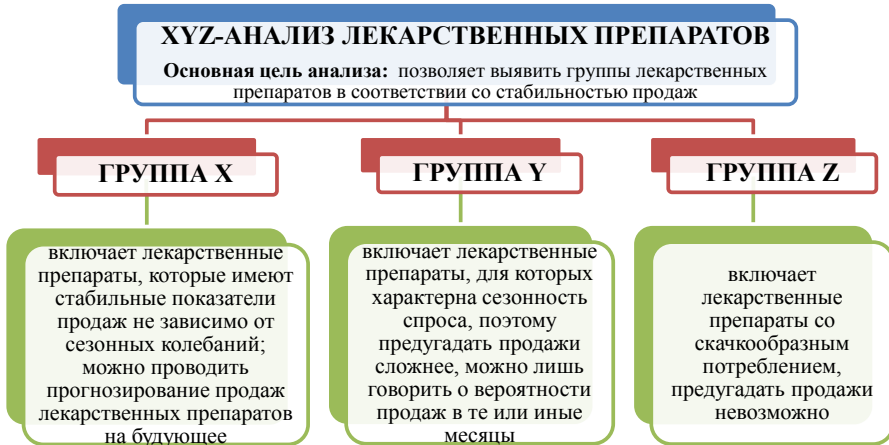 XYZ-АНАЛИЗ ЛЕКАРСТВЕННЫХ ПРЕПАРАТОВ
Основная цель анализа: позволяет выявить группы лекарственных
препаратов в соответствии со стабильностью продаж
ГРУППА X
ГРУППА Y
ГРУППА Z
включает лекарственные
препараты, которые имеют
стабильные показатели
продаж не зависимо от
сезонных колебаний;
можно проводить
прогнозирование продаж
лекарственных препаратов
на будующее
включает лекарственные
препараты, для которых
характерна сезонность
спроса, поэтому
предугадать продажи
сложнее, можно лишь
говорить о вероятности
продаж в те или иные
месяцы
включает
лекарственные
препараты со
скачкообразным
потреблением,
предугадать продажи
невозможно